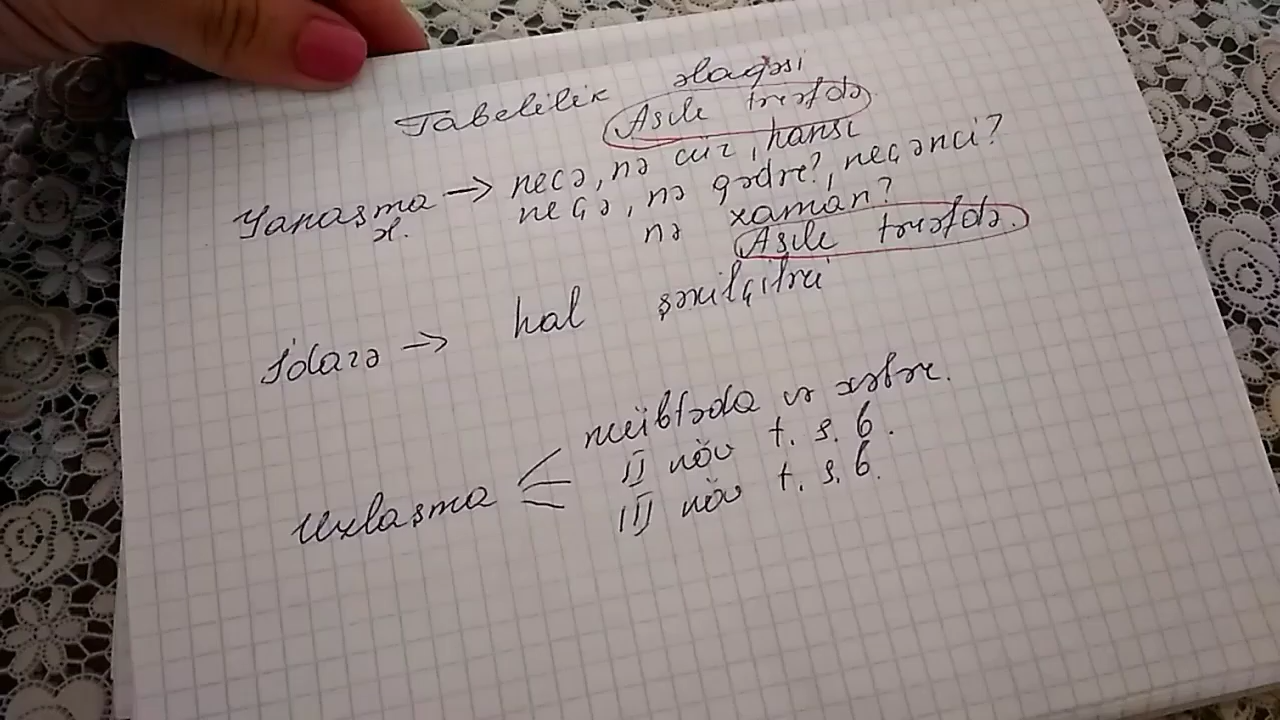 Tabelilik əlaqəsi
Asılı tərəfdə
Yanaşma → necə, nə cür, hansı
ə. neçə, nə qədər?, neçənci?
nə zaman?
Asılı tərəfdə.
İdarə → hal şəkilçiləri
Uzlaşma mübtəda və xəbər.
II növ t. s. b.
III növ t. s. b.